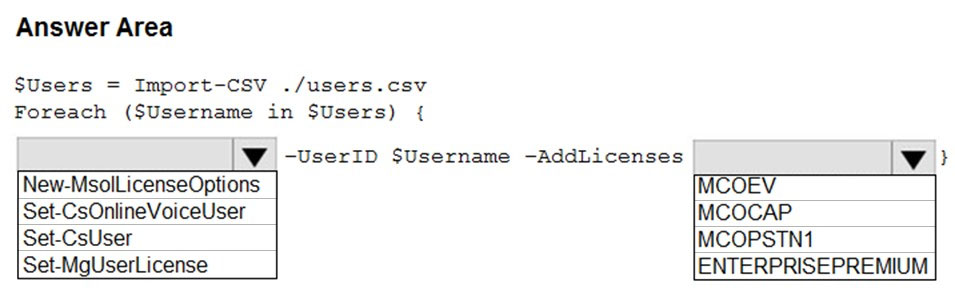 Answer Area
$Users = Import-CSV ./users.csv
Foreach ($Username in $Users) {
-UserID $Username -AddLicenses }
New-MsolLicenseOptions
Set-CsOnlineVoiceUser
Set-CsUser
Set-MgUserLicense
MCOEV
MCOCAP
MCOPSTN1
ENTERPRISEPREMIUM